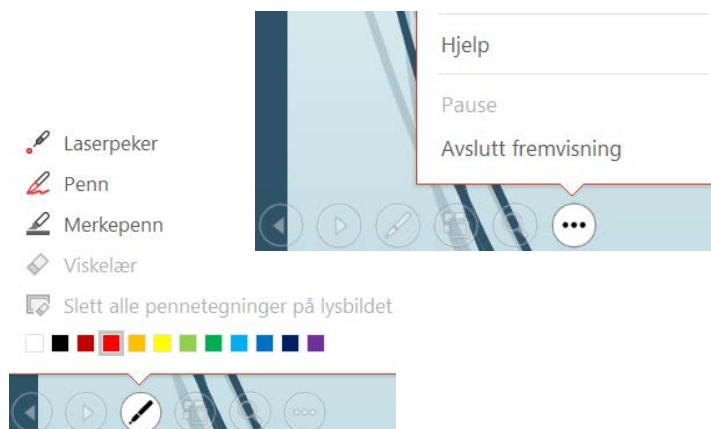 Hjelp
Pause
Avslutt fremvisning
Laserpeker
Penn
Merkepenn
Viskelær
Slett alle pennetegninger på lysbildet